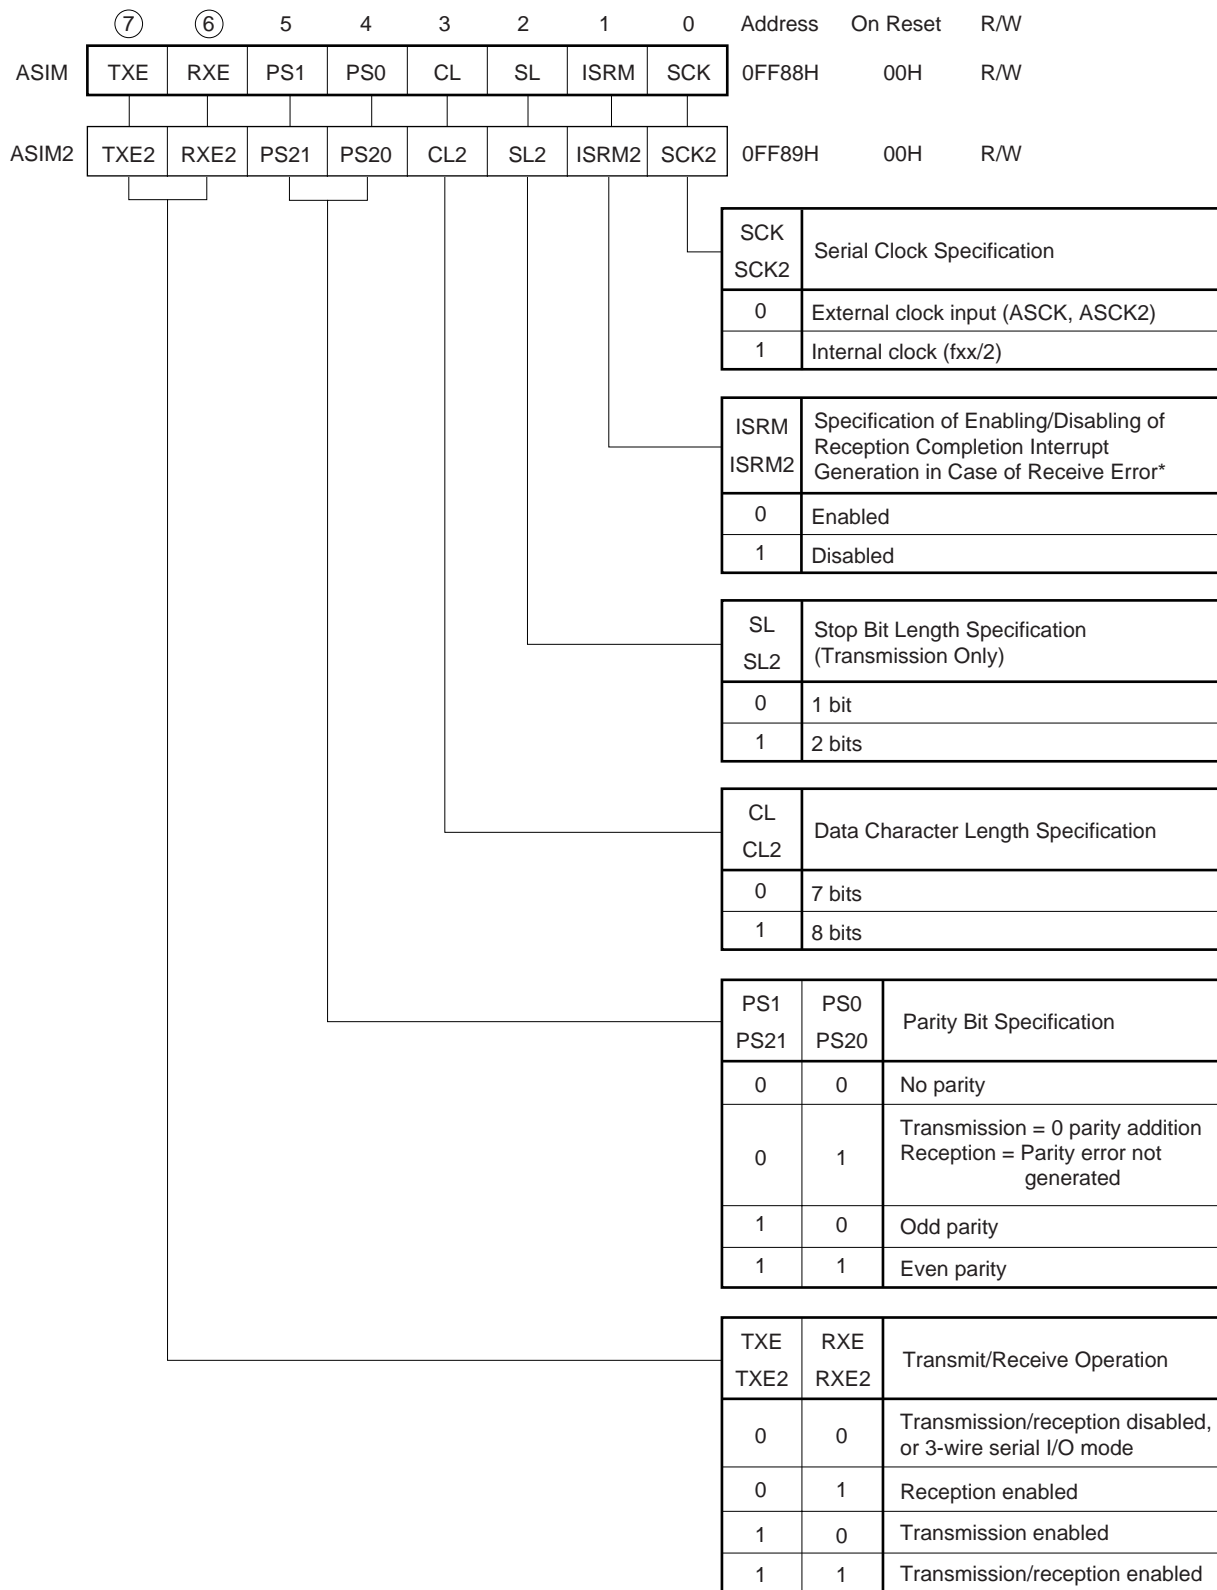 7 6 5 4 3 2 1 0 Address On Reset R/W
ASIM TXE RXE PS1 PS0 CL SL ISRM SCK 0FF88H 00H R/W
ASIM2 TXE2 RXE2 PS21 PS20 CL2 SL2 ISRM2 SCK2 0FF89H 00H R/W
SCK
SCK2
Serial Clock Specification
0 External clock input (ASCK, ASCK2)
1 Internal clock (fxx/2)
ISRM
ISRM2
Specification of Enabling/Disabling of
Reception Completion Interrupt
Generation in Case of Receive Error*
0 Enabled
1 Disabled
SL
SL2
Stop Bit Length Specification
(Transmission Only)
0 1 bit
1 2 bits
CL
CL2
Data Character Length Specification
0 7 bits
1 8 bits
PS1 PS0
PS21 PS20
Parity Bit Specification
0 0 No parity
0 1 Transmission = 0 parity addition
Reception = Parity error not
generated
1 0 Odd parity
1 1 Even parity
TXE RXE
TXE2 RXE2
Transmit/Receive Operation
0 0 Transmission/reception disabled,
or 3-wire serial I/O mode
0 1 Reception enabled
1 0 Transmission enabled
1 1 Transmission/reception enabled